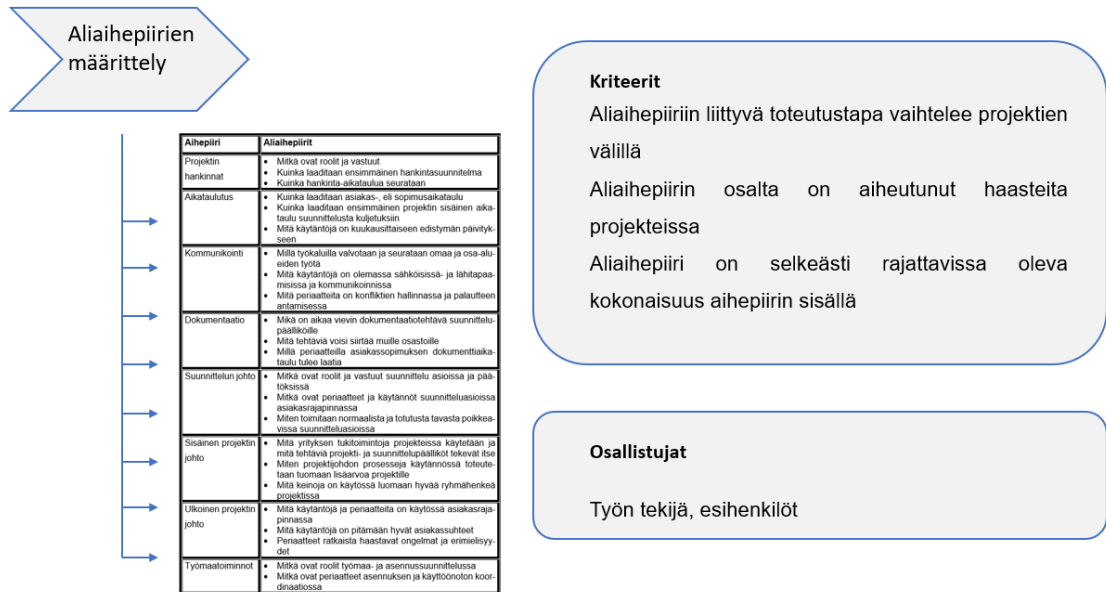 Aliaihepiirien
määrittely
Aihepiiri Aliaihepiirit
Projektin
hankinnat
• Mitkä ovat roolit ja vastuut
• Kuinka laaditaan ensimmäinen hankintasuunnitelma
• Kuinka hankinta-aikataulua seurataan
Aikataulutus
• Kuinka laaditaan asiakas-, eli sopimusaikataulu
• Kuinka laaditaan ensimmäinen projektin sisäinen aika-
taulu suunnittelusta kuljetuksiin
• Mitä käytäntöjä on kuukausittaiseen edistymän päivityk-
seen
Kommunikointi
• Millä työkaluilla valvotaan ja seurataan omaa ja osa-alu-
eiden työtä
• Mitä käytäntöjä on olemassa sähköisissä- ja lähitapaa-
misissa ja kommunikoinnissa
• Mitä periaatteita on konfliktien hallinnassa ja palautteen
antamisessa
Dokumentaatio
• Mikä on aikaa vievin dokumentaatiotehtävä suunnittelu-
päälliköille
• Mitä tehtäviä voisi siirtää muille osastoille
• Millä periaatteilla asiakassopimuksen dokumenttiaika-
taulu tulee laatia
Suunnittelun johto
• Mitkä ovat roolit ja vastuut suunnittelu asioissa ja pää-
töksissä
• Mitkä ovat periaatteet ja käytännöt suunnitteluasioissa
asiakasrajapinnassa
• Miten toimitaan normaalista ja totutusta tavasta poikkea-
vissa suunnitteluasioissa
Sisäinen projektin
johto
• Mitä yrityksen tukitoimintoja projekteissa käytetään ja
mitä tehtäviä projekti- ja suunnittelupäälliköt tekevät itse
• Miten projektijohdon prosesseja käytännössä toteute-
taan tuomaan lisäarvoa projektille
• Mitä keinoja on käytössä luomaan hyvää ryhmähenkeä
projektissa
Ulkoinen projektin
johto
• Mitä käytäntöjä ja periaatteita on käytössä asiakasraja-
pinnassa
• Mitä käytäntöjä on pitämään hyvät asiakassuhteet
• Periaatteet ratkaista haastavat ongelmat ja erimielisyy-
det
Työmaatoiminnot
• Mitkä ovat roolit työmaa- ja asennussuunnittelussa
• Mitkä ovat periaatteet asennuksen ja käyttöönoton koor-
dinaatiossa
Kriteerit
Aliaihepiiriin liittyvä toteutustapa vaihtelee projektien
välillä
Aliaihepiirin osalta on aiheutunut haasteita
projekteissa
Aliaihepiiri on selkeästi rajattavissa oleva
kokonaisuus aihepiirin sisällä
Osallistujat
Työn tekijä, esihenkilöt